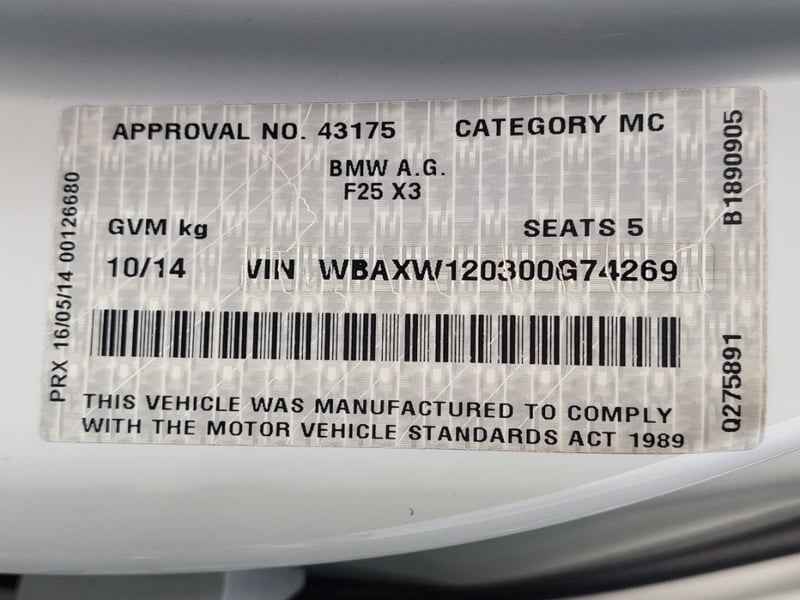 APPROVAL NO. 43175 CATEGORY MC
BMW A.G.
F25 X3
GVM kg SEATS 5
10/14 VIN WBAXW120300G74269
THIS VEHICLE WAS MANUFACTURED TO COMPLY
WITH THE MOTOR VEHICLE STANDARDS ACT 1989
PRX 16/05/14 00126680
Q275891 B1890905